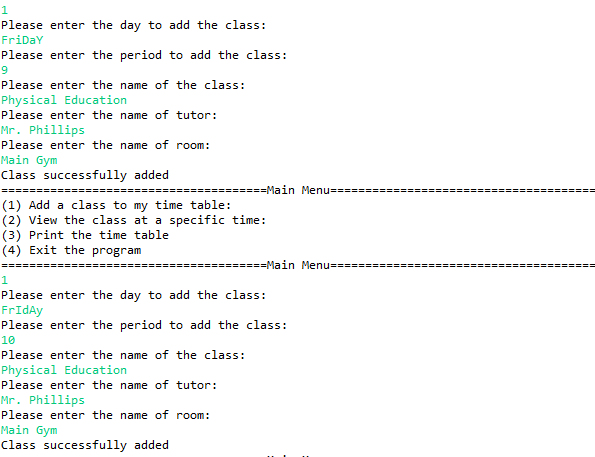 1
Please enter the day to add the class:
FriDaY
Please enter the period to add the class:
9
Please enter the name of the class:
Physical Education
Please enter the name of tutor:
Mr. Phillips
Please enter the name of room:
Main Gym
Class successfully added
======================================Main Menu======================================
(1) Add a class to my time table:
(2) View the class at a specific time:
(3) Print the time table
(4) Exit the program
======================================Main Menu======================================
1
Please enter the day to add the class:
FrIdAy
Please enter the period to add the class:
10
Please enter the name of the class:
Physical Education
Please enter the name of tutor:
Mr. Phillips
Please enter the name of room:
Main Gym
Class successfully added